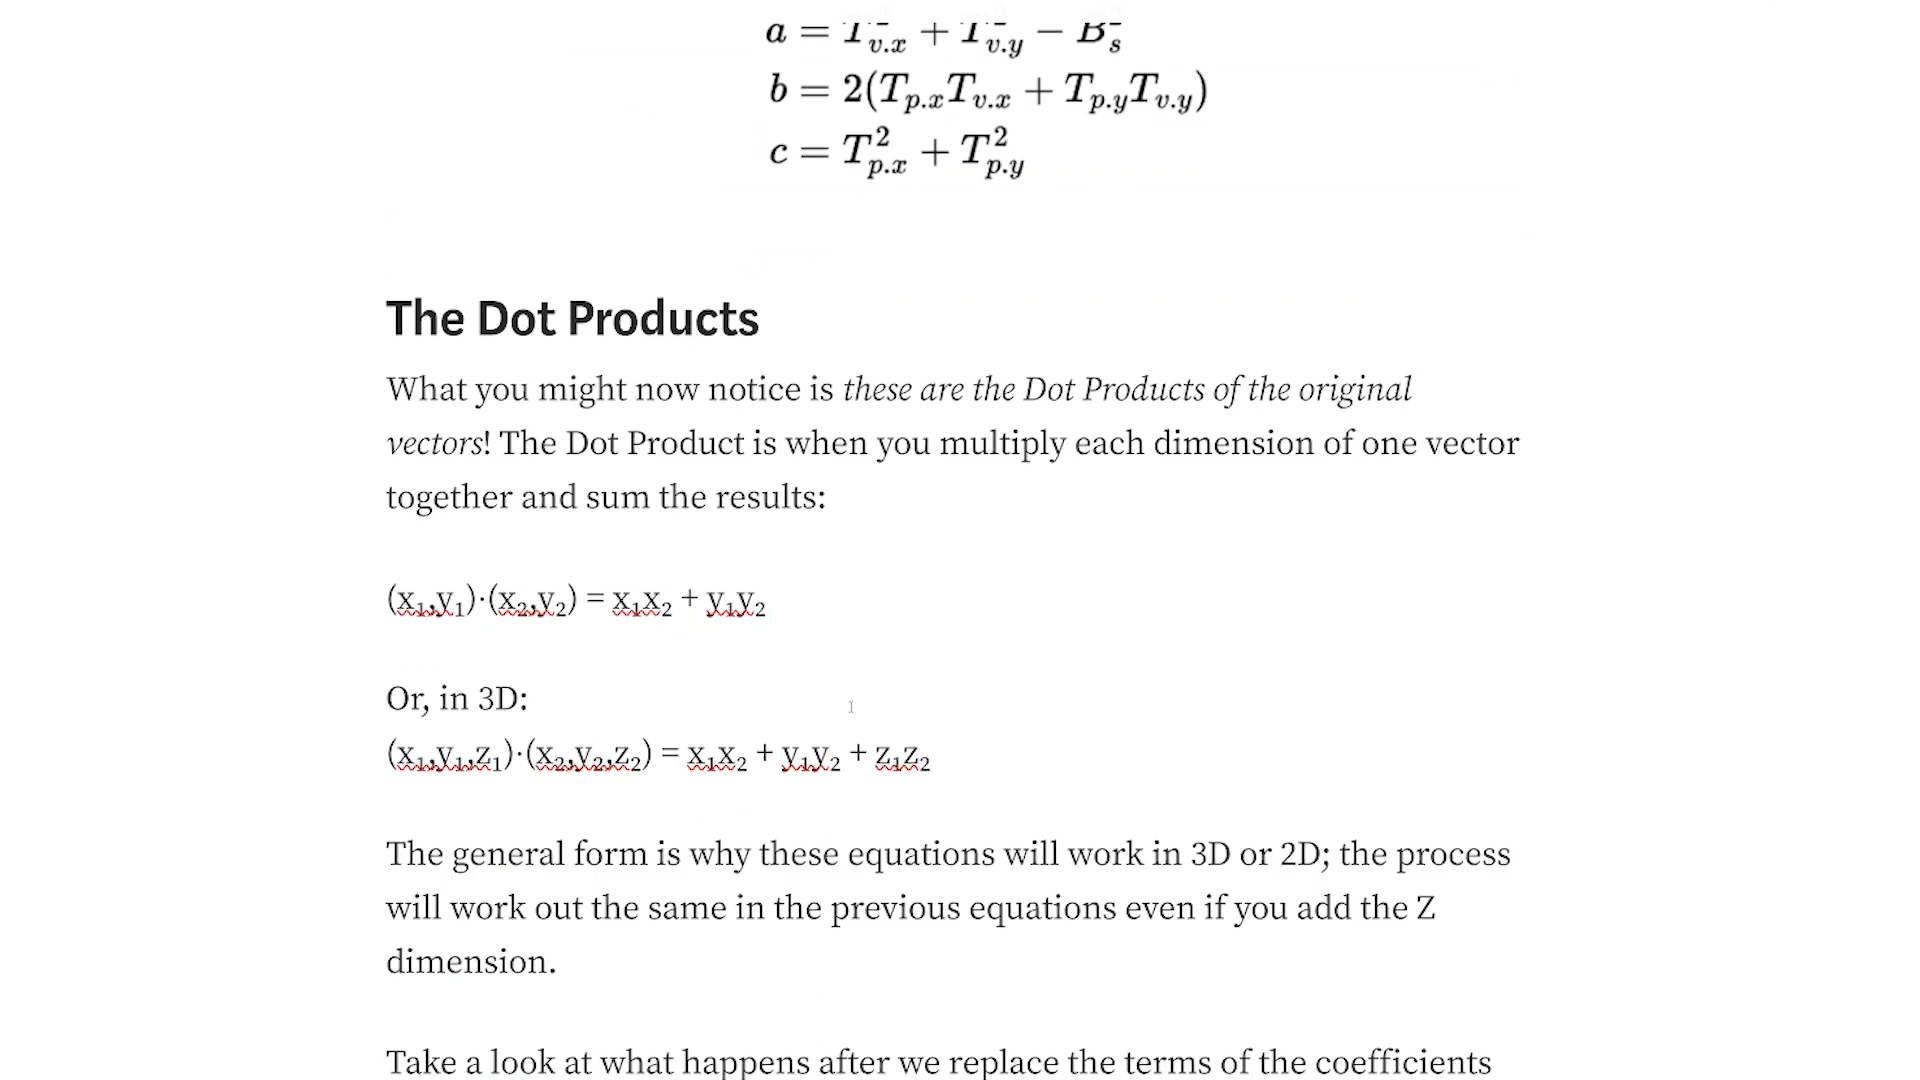 a = T²ᵥ.ₓ + T²ᵥ.y − B²ₛ
b = 2(Tₚ.ₓTᵥ.ₓ + Tₚ.yTᵥ.y)
c = T²ₚ.ₓ + T²ₚ.y
The Dot Products
What you might now notice is these are the Dot Products of the original
vectors! The Dot Product is when you multiply each dimension of one vector
together and sum the results:
(x₁,y₁)·(x₂,y₂) = x₁x₂ + y₁y₂
Or, in 3D:
(x₁,y₁,z₁)·(x₂,y₂,z₂) = x₁x₂ + y₁y₂ + z₁z₂
The general form is why these equations will work in 3D or 2D; the process
will work out the same in the previous equations even if you add the Z
dimension.
Take a look at what happens after we replace the terms of the coefficients